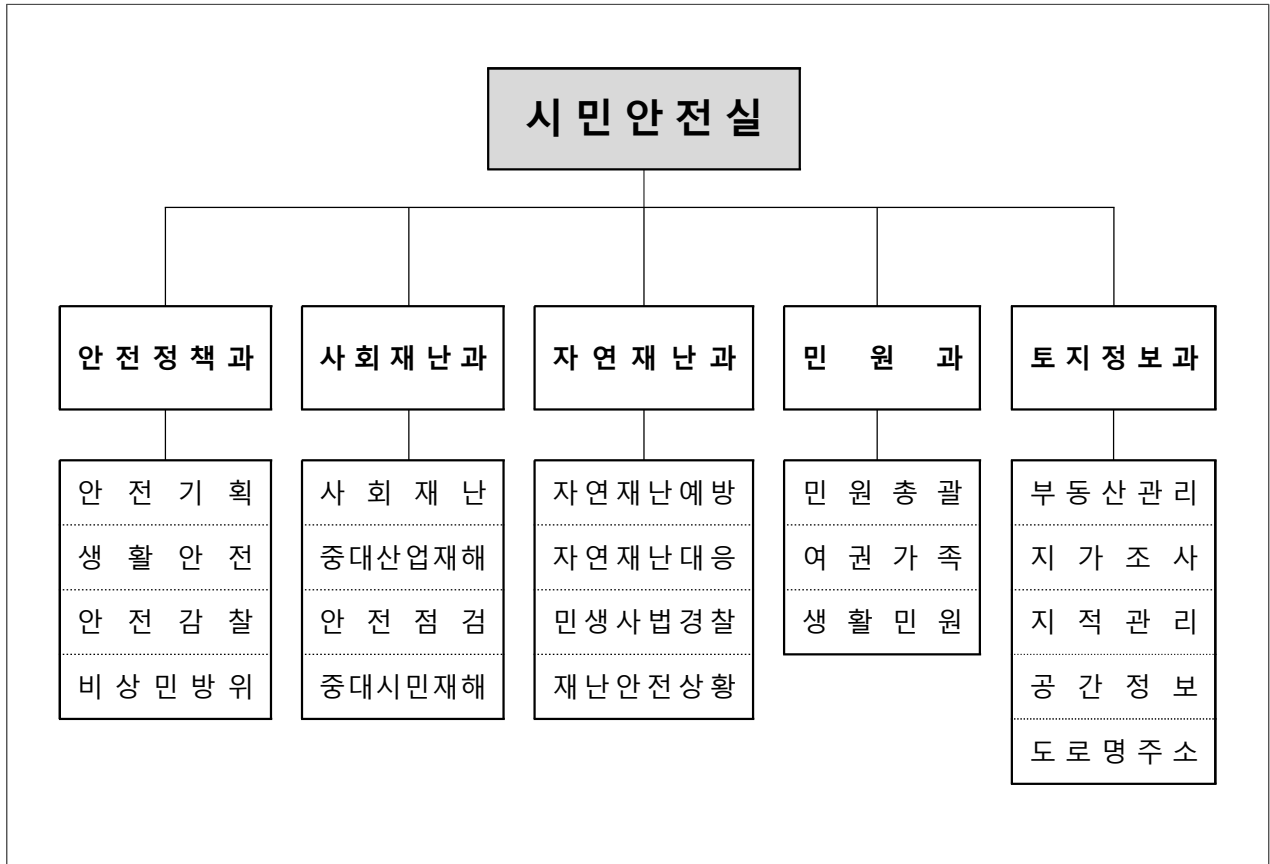 시민안전실
안전정책과
사회재난과
자연재난과
민원과
토지정보과
안전기획
생활안전
안전감찰
비상민방위
사회재난
중대산업재해
안전점검
중대시민재해
자연재난예방
자연재난대응
민생사법경찰
재난안전상황
민원총괄
여권가족
생활민원
부동산관리
지가조사
지적관리
공간정보
도로명주소